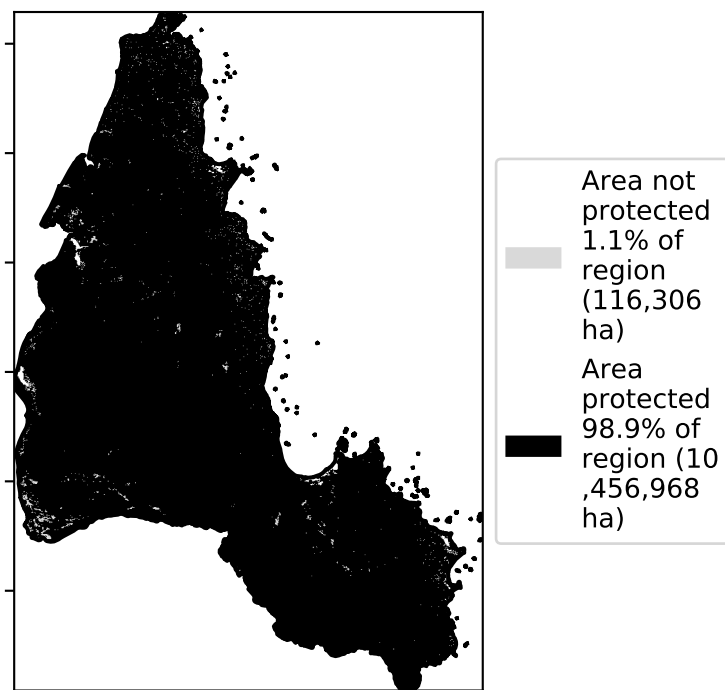 Area not
protected
1.1% of
region
(116,306
ha)
Area
protected
98.9% of
region (10
,456,968
ha)